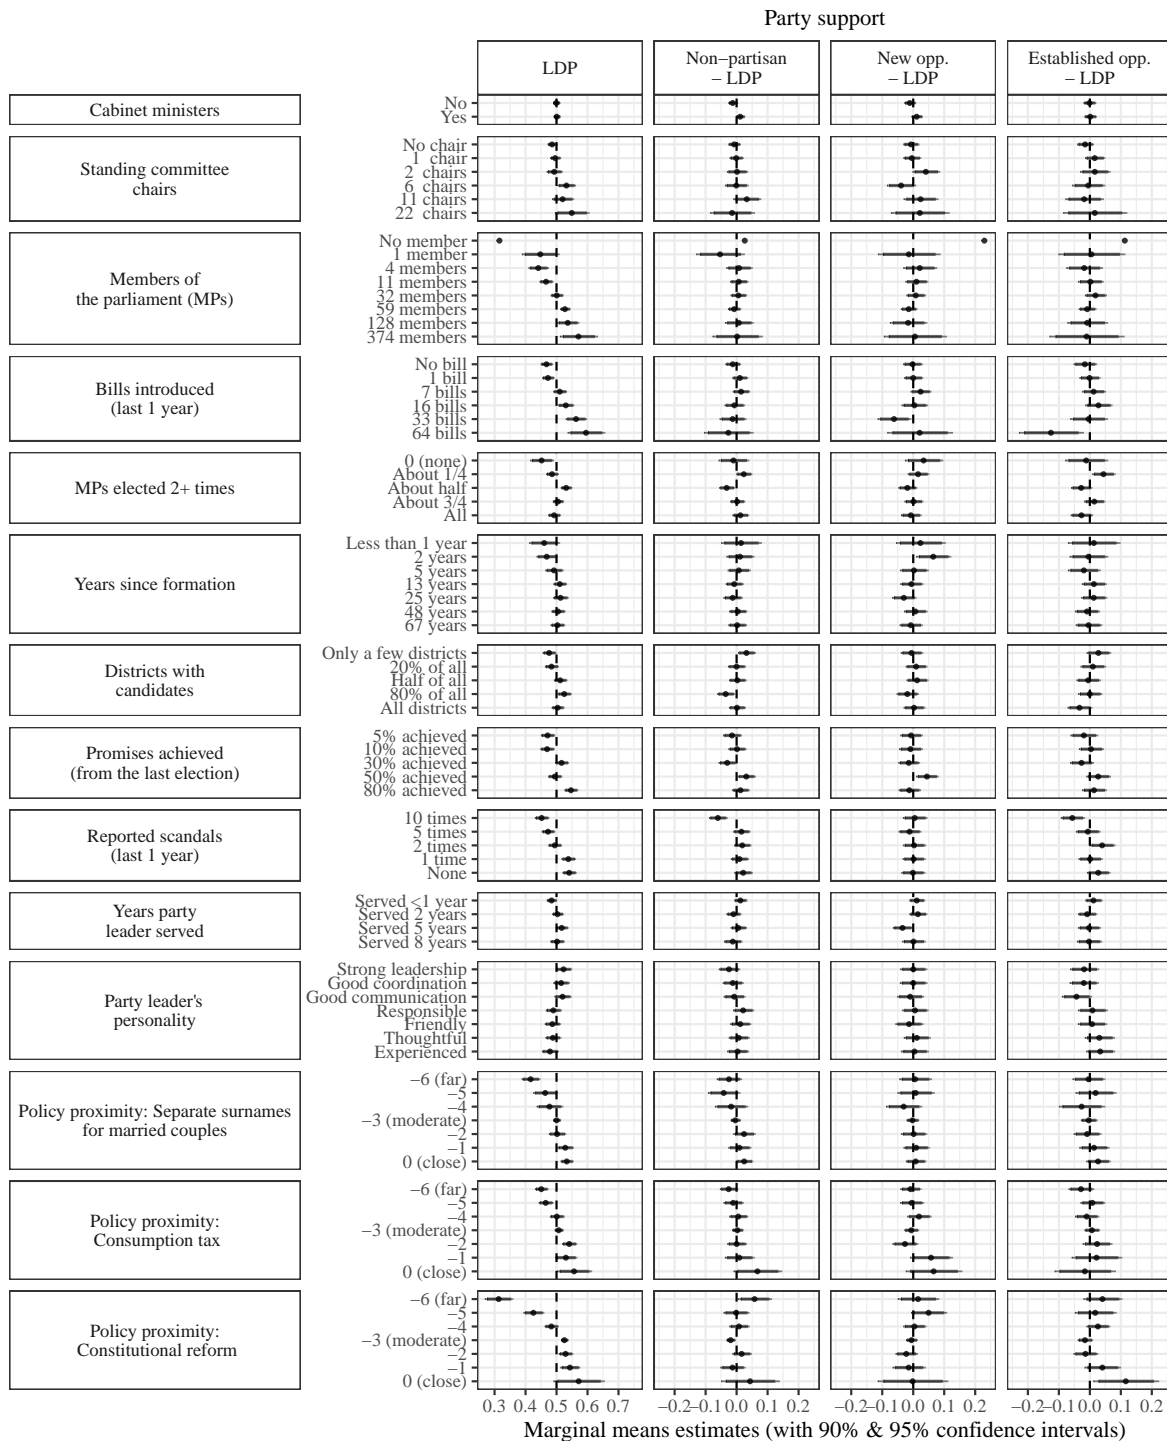 Party support
LDP
Non−partisan
− LDP
New opp.
− LDP
Established opp.
− LDP
Cabinet ministers
No
Yes
Standing committee
chairs
No chair
1 chair
2 chairs
6 chairs
11 chairs
22 chairs
Members of
the parliament (MPs)
No member
1 member
4 members
11 members
32 members
59 members
128 members
374 members
Bills introduced
(last 1 year)
No bill
1 bill
7 bills
16 bills
33 bills
64 bills
MPs elected 2+ times
0 (none)
About 1/4
About half
About 3/4
All
Years since formation
Less than 1 year
2 years
5 years
13 years
25 years
48 years
67 years
Districts with
candidates
Only a few districts
20% of all
Half of all
80% of all
All districts
Promises achieved
(from the last election)
5% achieved
10% achieved
30% achieved
50% achieved
80% achieved
Reported scandals
(last 1 year)
10 times
5 times
2 times
1 time
None
Years party
leader served
Served <1 year
Served 2 years
Served 5 years
Served 8 years
Party leader's
personality
Strong leadership
Good coordination
Good communication
Responsible
Friendly
Thoughtful
Experienced
Policy proximity: Separate surnames
for married couples
−6 (far)
−5
−4
−3 (moderate)
−2
−1
0 (close)
Policy proximity:
Consumption tax
−6 (far)
−5
−4
−3 (moderate)
−2
−1
0 (close)
Policy proximity:
Constitutional reform
−6 (far)
−5
−4
−3 (moderate)
−2
−1
0 (close)
0.3 0.4 0.5 0.6 0.7
−0.2−0.1 0.0 0.1 0.2
−0.2−0.1 0.0 0.1 0.2
−0.2−0.1 0.0 0.1 0.2
Marginal means estimates (with 90% & 95% confidence intervals)